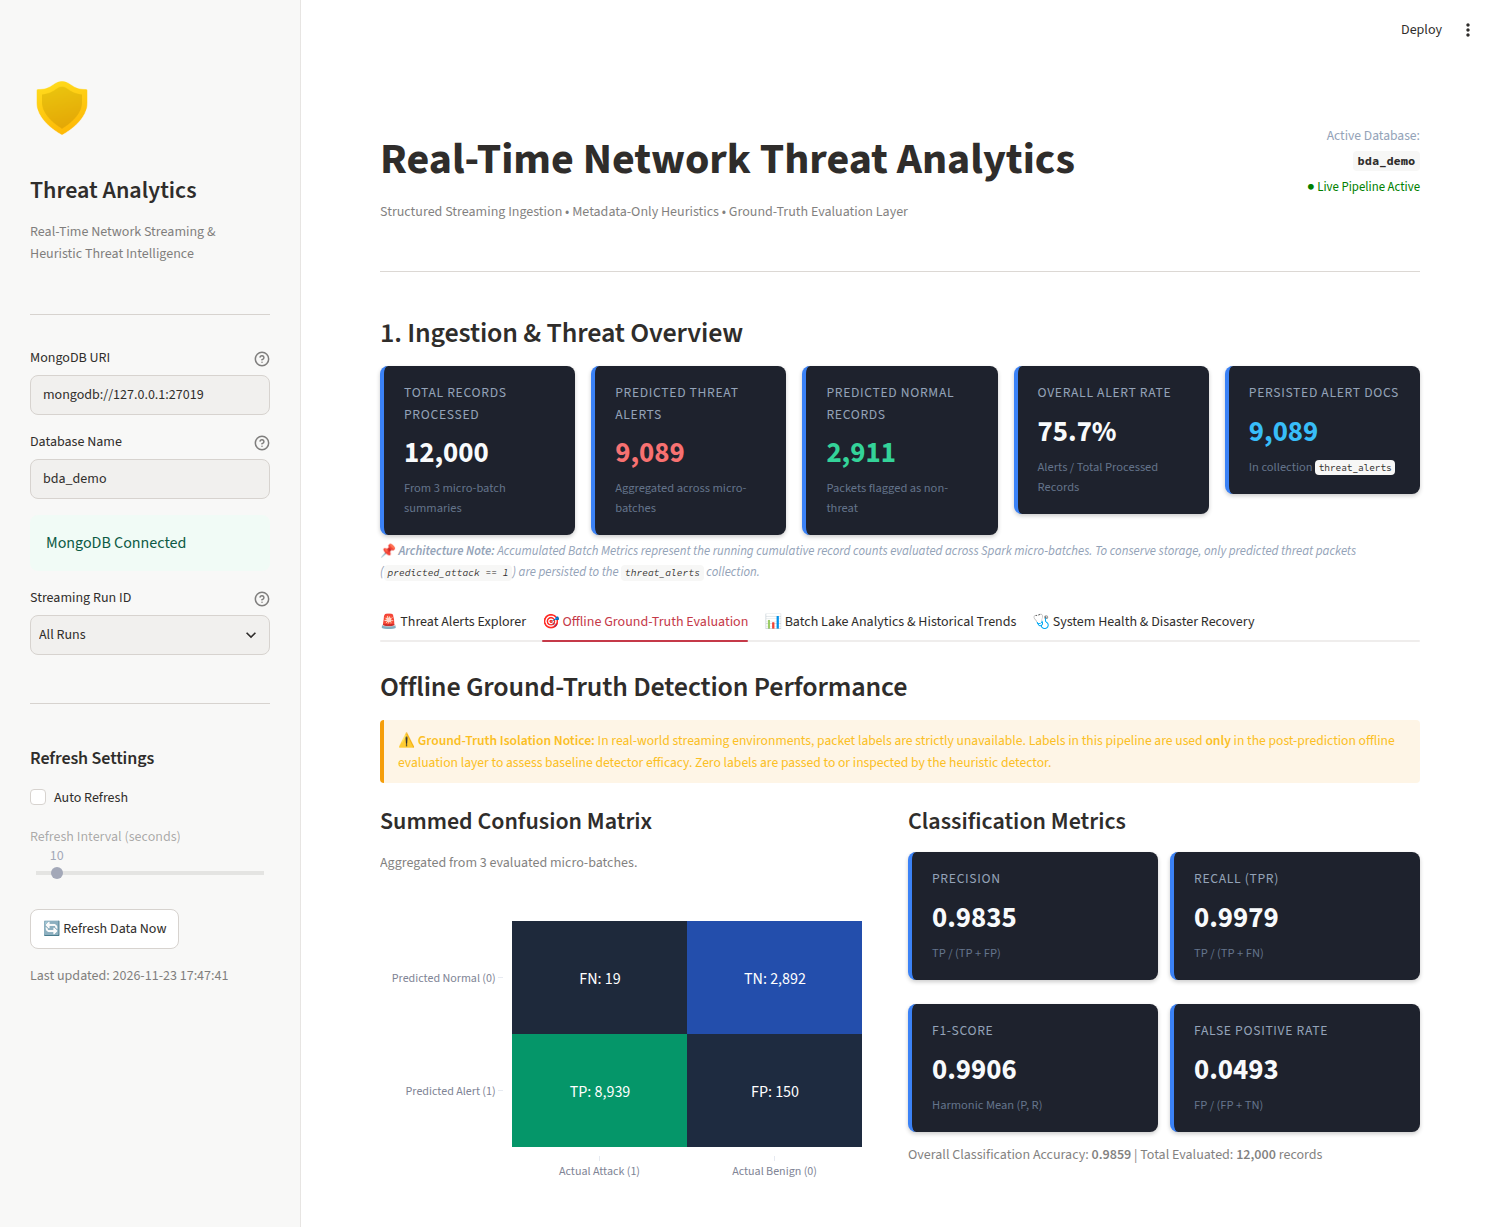 Deploy
Threat Analytics
Real-Time Network Streaming &
Heuristic Threat Intelligence
MongoDB URI
mongodb://127.0.0.1:27019
Database Name
bda_demo
MongoDB Connected
Streaming Run ID
All Runs
Refresh Settings
Auto Refresh
Refresh Interval (seconds)
10
Refresh Data Now
Last updated: 2026-11-23 17:47:41
Real-Time Network Threat Analytics
Structured Streaming Ingestion • Metadata-Only Heuristics • Ground-Truth Evaluation Layer
Active Database:
bda_demo
● Live Pipeline Active
1. Ingestion & Threat Overview
TOTAL RECORDS
PROCESSED
12,000
From 3 micro-batch
summaries
PREDICTED THREAT
ALERTS
9,089
Aggregated across micro-
batches
PREDICTED NORMAL
RECORDS
2,911
Packets flagged as non-
threat
OVERALL ALERT RATE
75.7%
Alerts / Total Processed
Records
PERSISTED ALERT DOCS
9,089
In collection threat_alerts
📌 Architecture Note: Accumulated Batch Metrics represent the running cumulative record counts evaluated across Spark micro-batches. To conserve storage, only predicted threat packets
( predicted_attack == 1 ) are persisted to the threat_alerts collection.
🚨 Threat Alerts Explorer
🎯 Offline Ground-Truth Evaluation
📊 Batch Lake Analytics & Historical Trends
🩺 System Health & Disaster Recovery
Offline Ground-Truth Detection Performance
⚠️ Ground-Truth Isolation Notice: In real-world streaming environments, packet labels are strictly unavailable. Labels in this pipeline are used only in the post-prediction offline
evaluation layer to assess baseline detector efficacy. Zero labels are passed to or inspected by the heuristic detector.
Summed Confusion Matrix
Aggregated from 3 evaluated micro-batches.
Predicted Normal (0)
FN: 19
TN: 2,892
Predicted Alert (1)
TP: 8,939
FP: 150
Actual Attack (1)
Actual Benign (0)
Classification Metrics
PRECISION
0.9835
TP / (TP + FP)
RECALL (TPR)
0.9979
TP / (TP + FN)
F1-SCORE
0.9906
Harmonic Mean (P, R)
FALSE POSITIVE RATE
0.0493
FP / (FP + TN)
Overall Classification Accuracy: 0.9859 | Total Evaluated: 12,000 records